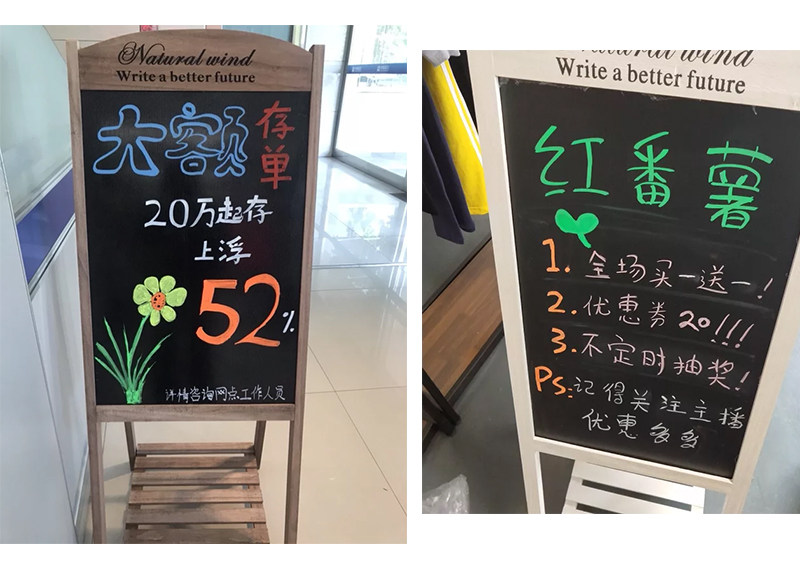 Natural wind
Write a better future
大额存单
20万起存
上浮
52%
详情咨询网点工作人员
Natural wind
Write a better future
红番薯
1. 全场买一送一!
2. 优惠券20!!!
3. 不定时抽奖!
Ps:记得关注主播
优惠多多